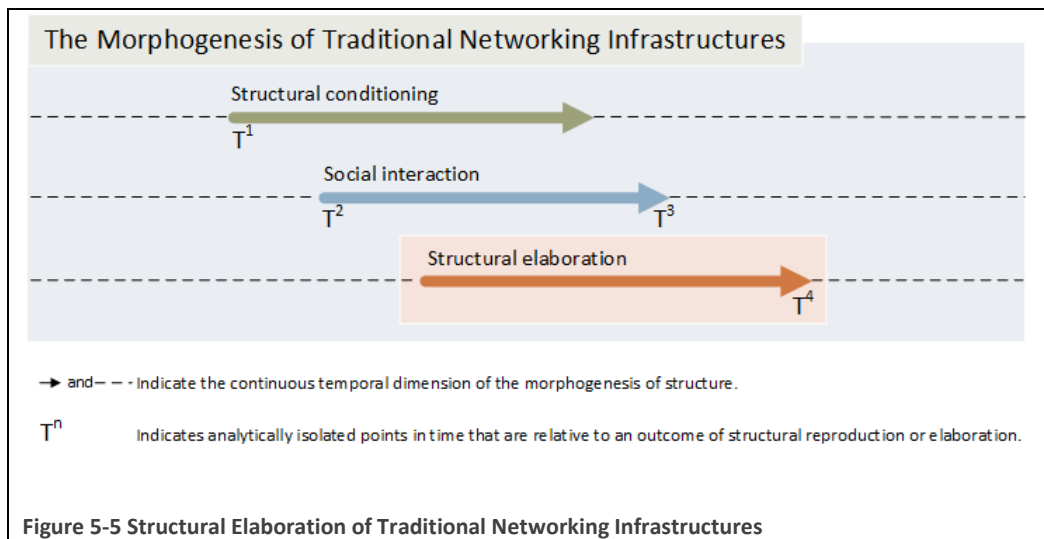 The Morphogenesis of Traditional Networking Infrastructures
Structural conditioning
T¹
Social interaction
T² T³
Structural elaboration
T⁴
and Indicate the continuous temporal dimension of the morphogenesis of structure.
Tⁿ Indicates analytically isolated points in time that are relative to an outcome of structural reproduction or elaboration.
Figure 5-5 Structural Elaboration of Traditional Networking Infrastructures